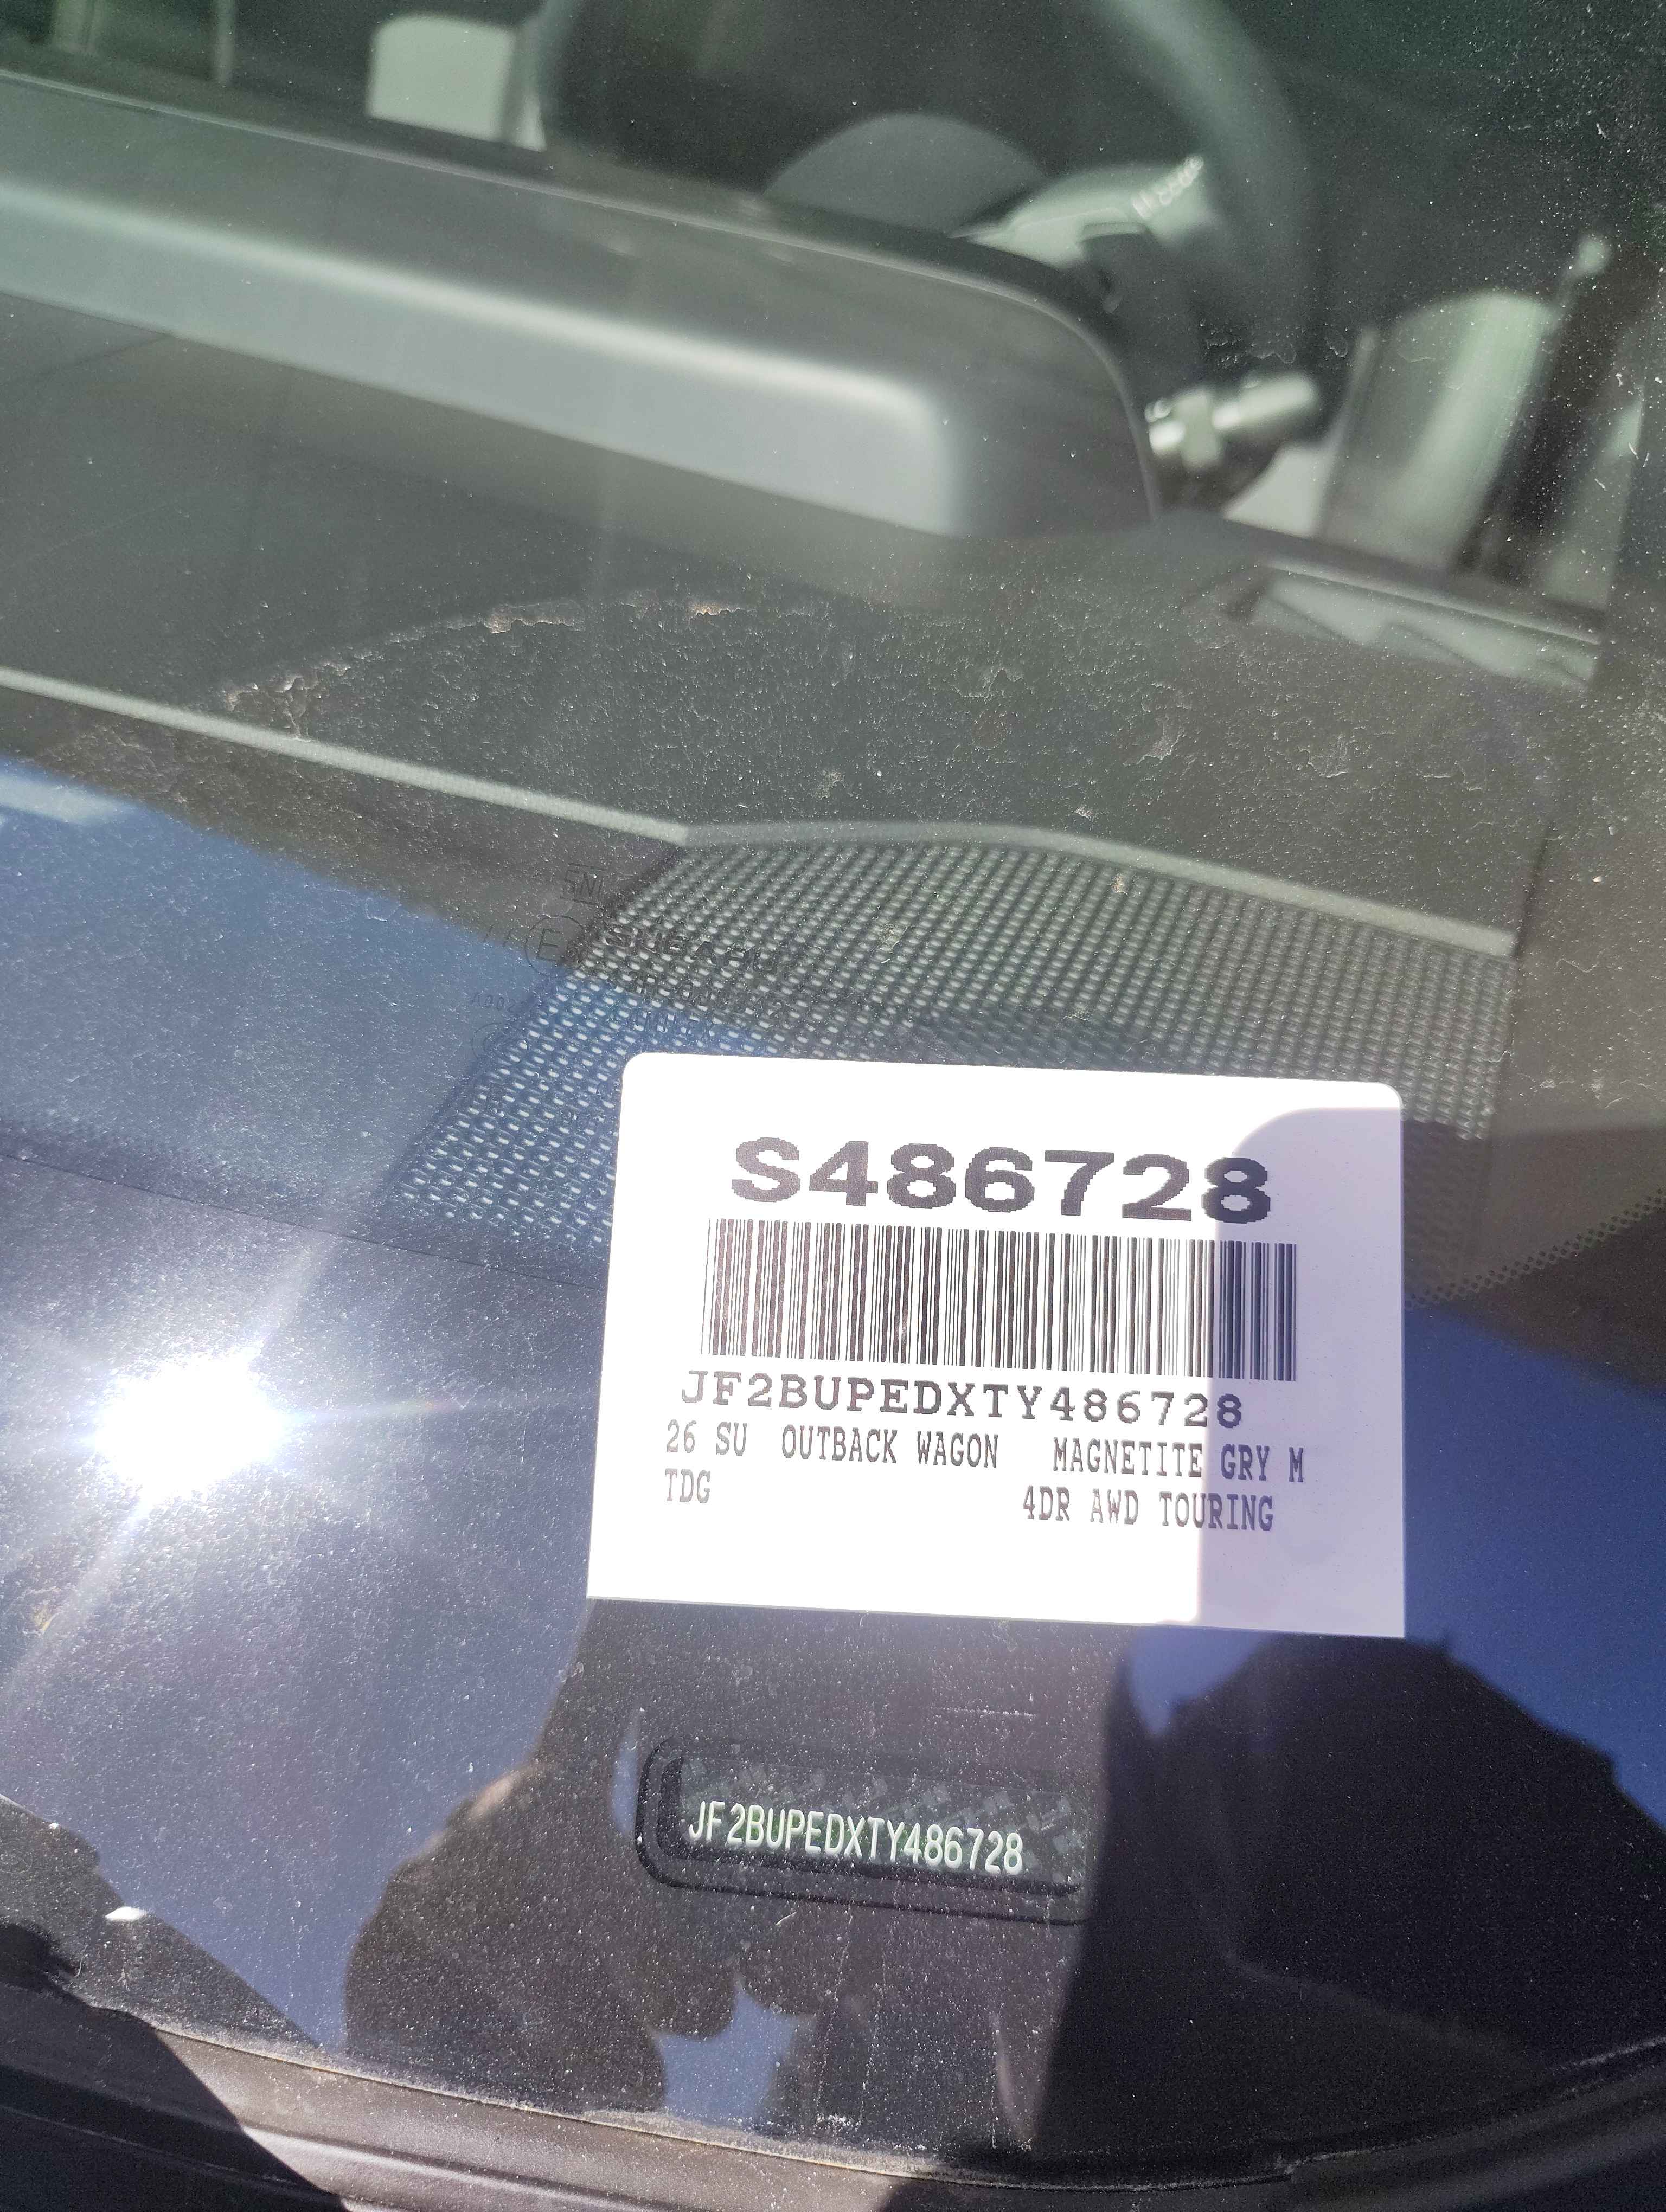 S486728
JF2BUPEDXTY486728
26 SU OUTBACK WAGON MAGNETITE GRY M
TDG 4DR AWD TOURING
JF2BUPEDXTY486728